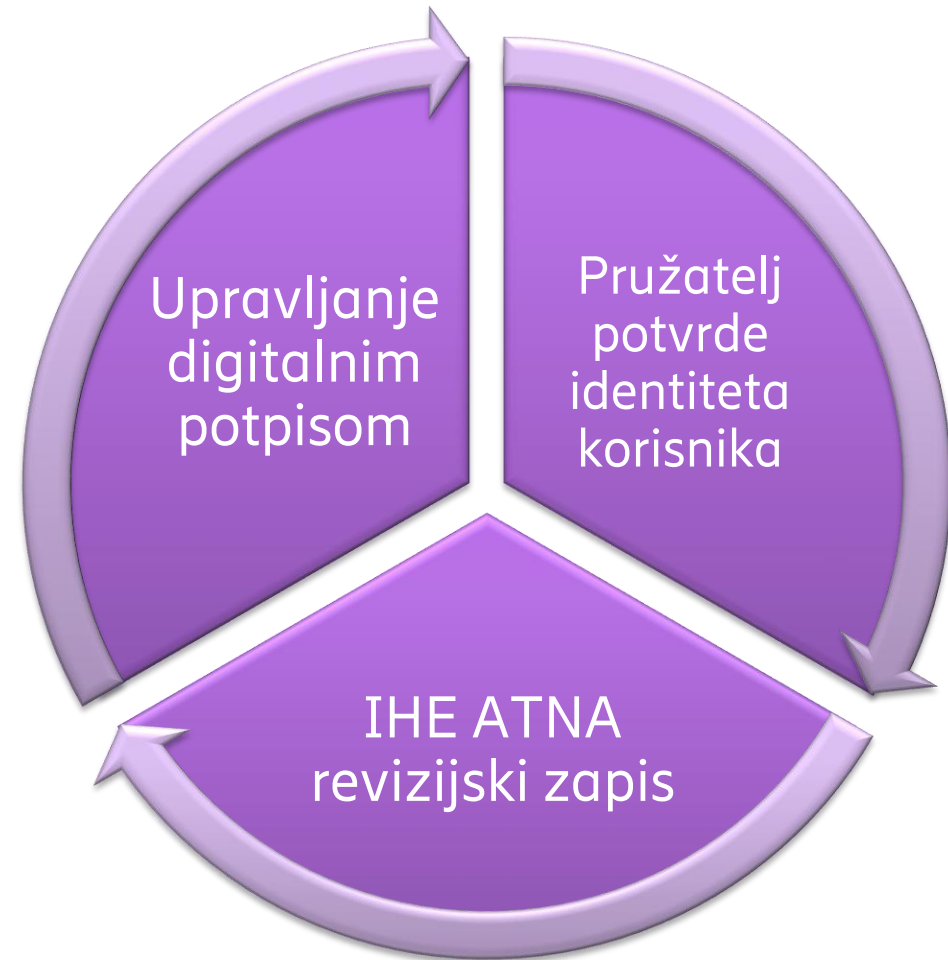 Upravljanje
digitalnim
potpisom
Pružatelj
potvrde
identiteta
korisnika
IHE ATNA
revizijski zapis